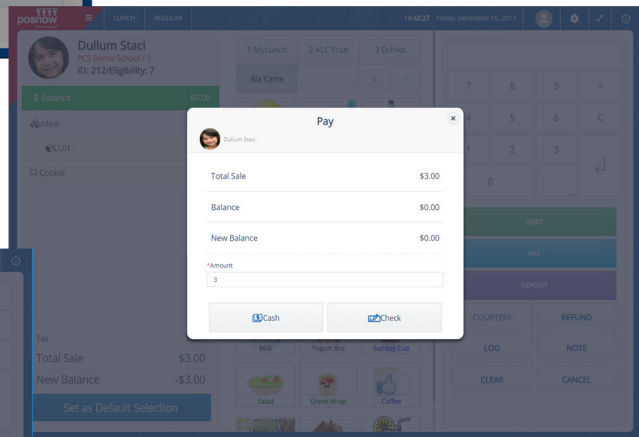 posnow
LUNCH REGULAR
14:48:27 Friday, December 15, 2017
Dullum Staci
PCS Demo School / 3
ID: 212/Eligibility: 7
$ Balance $0.00
Meal
LUN
Cookie
Tax
Total Sale $3.00
New Balance -$3.00
Set as Default Selection
1 MyLunch 2 ALC Fruit 3 Drinks
Ala Carte
Pay
Dullum Staci
Total Sale $3.00
Balance $0.00
New Balance $0.00
*Amount
3
Cash Check
Milk Yogurt 8oz Sunday Cup
Salad Greek Wrap Coffee
7 8 9 >
4 5 6 C
1 2 3
0 .
DEBIT
PAY
DEPOSIT
COURTESY REFUND
LOG NOTE
CLEAR CANCEL